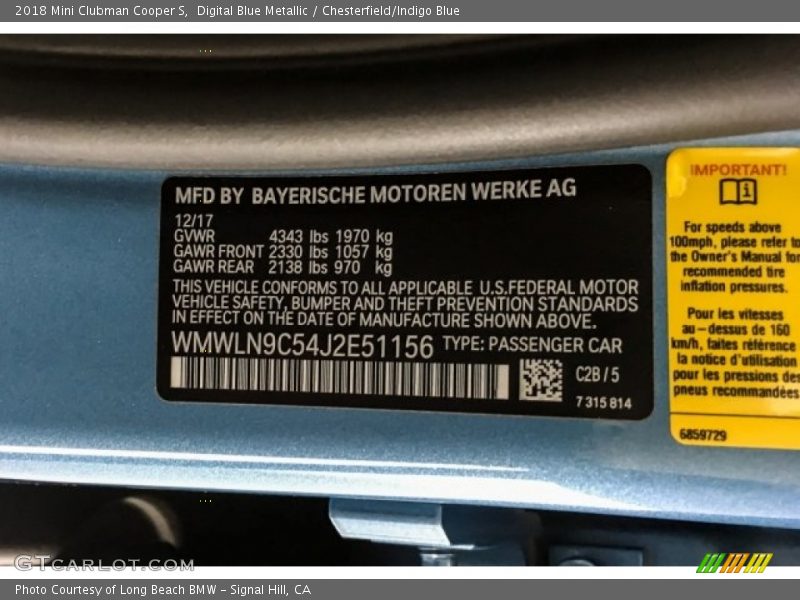 2018 Mini Clubman Cooper S, Digital Blue Metallic / Chesterfield/Indigo Blue
MFD BY BAYERISCHE MOTOREN WERKE AG
12/17
GVWR 4343 lbs 1970 kg
GAWR FRONT 2330 lbs 1057 kg
GAWR REAR 2138 lbs 970 kg
THIS VEHICLE CONFORMS TO ALL APPLICABLE U.S.FEDERAL MOTOR
VEHICLE SAFETY, BUMPER AND THEFT PREVENTION STANDARDS
IN EFFECT ON THE DATE OF MANUFACTURE SHOWN ABOVE.
WMWLN9C54J2E51156 TYPE: PASSENGER CAR
C2B / 5
7 315 814
IMPORTANT!
For speeds above
100mph, please refer to
the Owner's Manual for
recommended tire
inflation pressures.
Pour les vitesses
au-dessus de 160
km/h, faites référence
la notice d'utilisation
pour les pressions des
pneus recommandées
6859729
GTCARLOT.COM
Photo Courtesy of Long Beach BMW - Signal Hill, CA